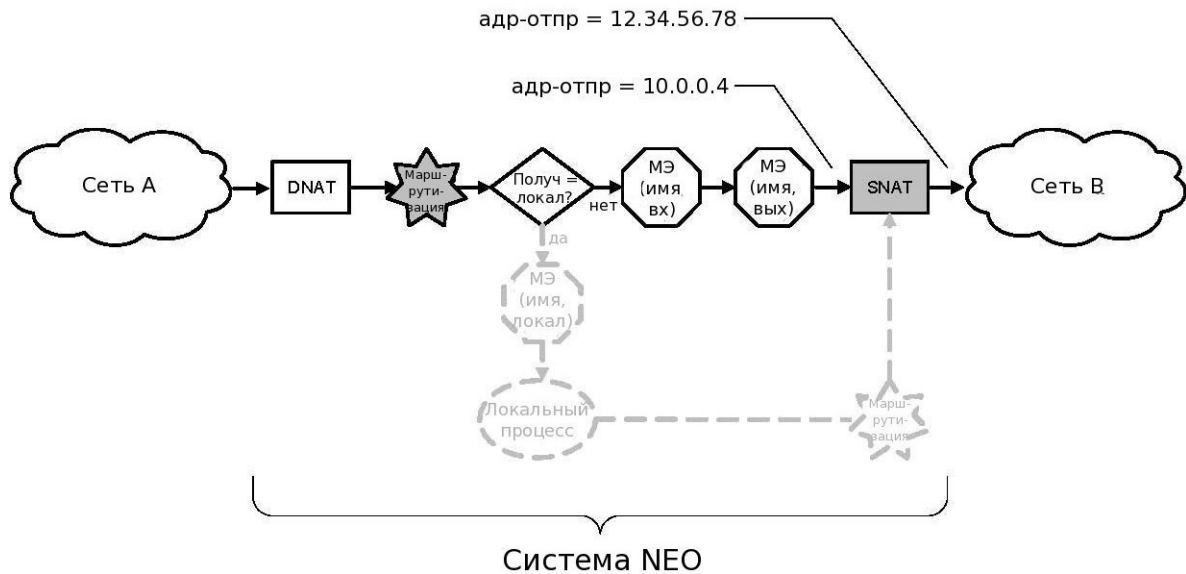 адр-отпр = 12.34.56.78
адр-отпр = 10.0.0.4
Сеть A
DNAT
Марш-
рути-
зация
Получ =
локал?
нет
МЭ
(имя
вх)
МЭ
(имя,
вых)
SNAT
Сеть B
да
МЭ
(имя,
локал)
Локальный
процесс
Марш-
рути-
зация
Система NEO